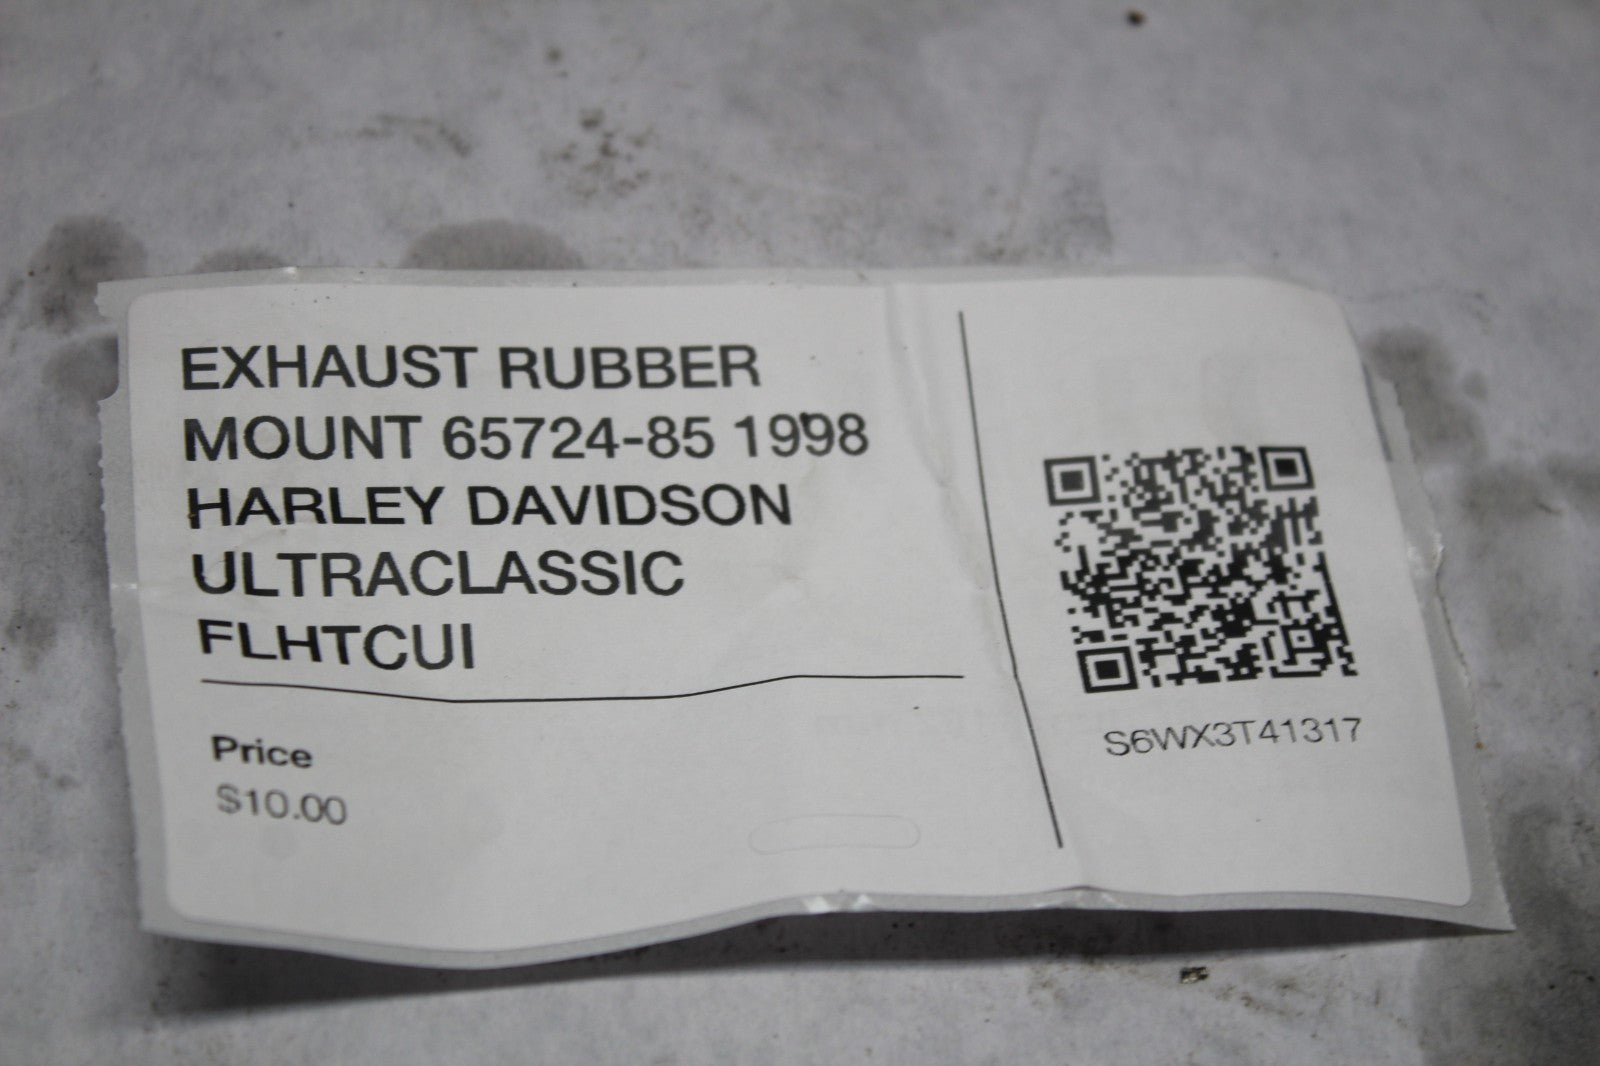 EXHAUST RUBBER
MOUNT 65724-85 1998
HARLEY DAVIDSON
ULTRACLASSIC
FLHTCUI
Price
$10.00
S6WX3T41317